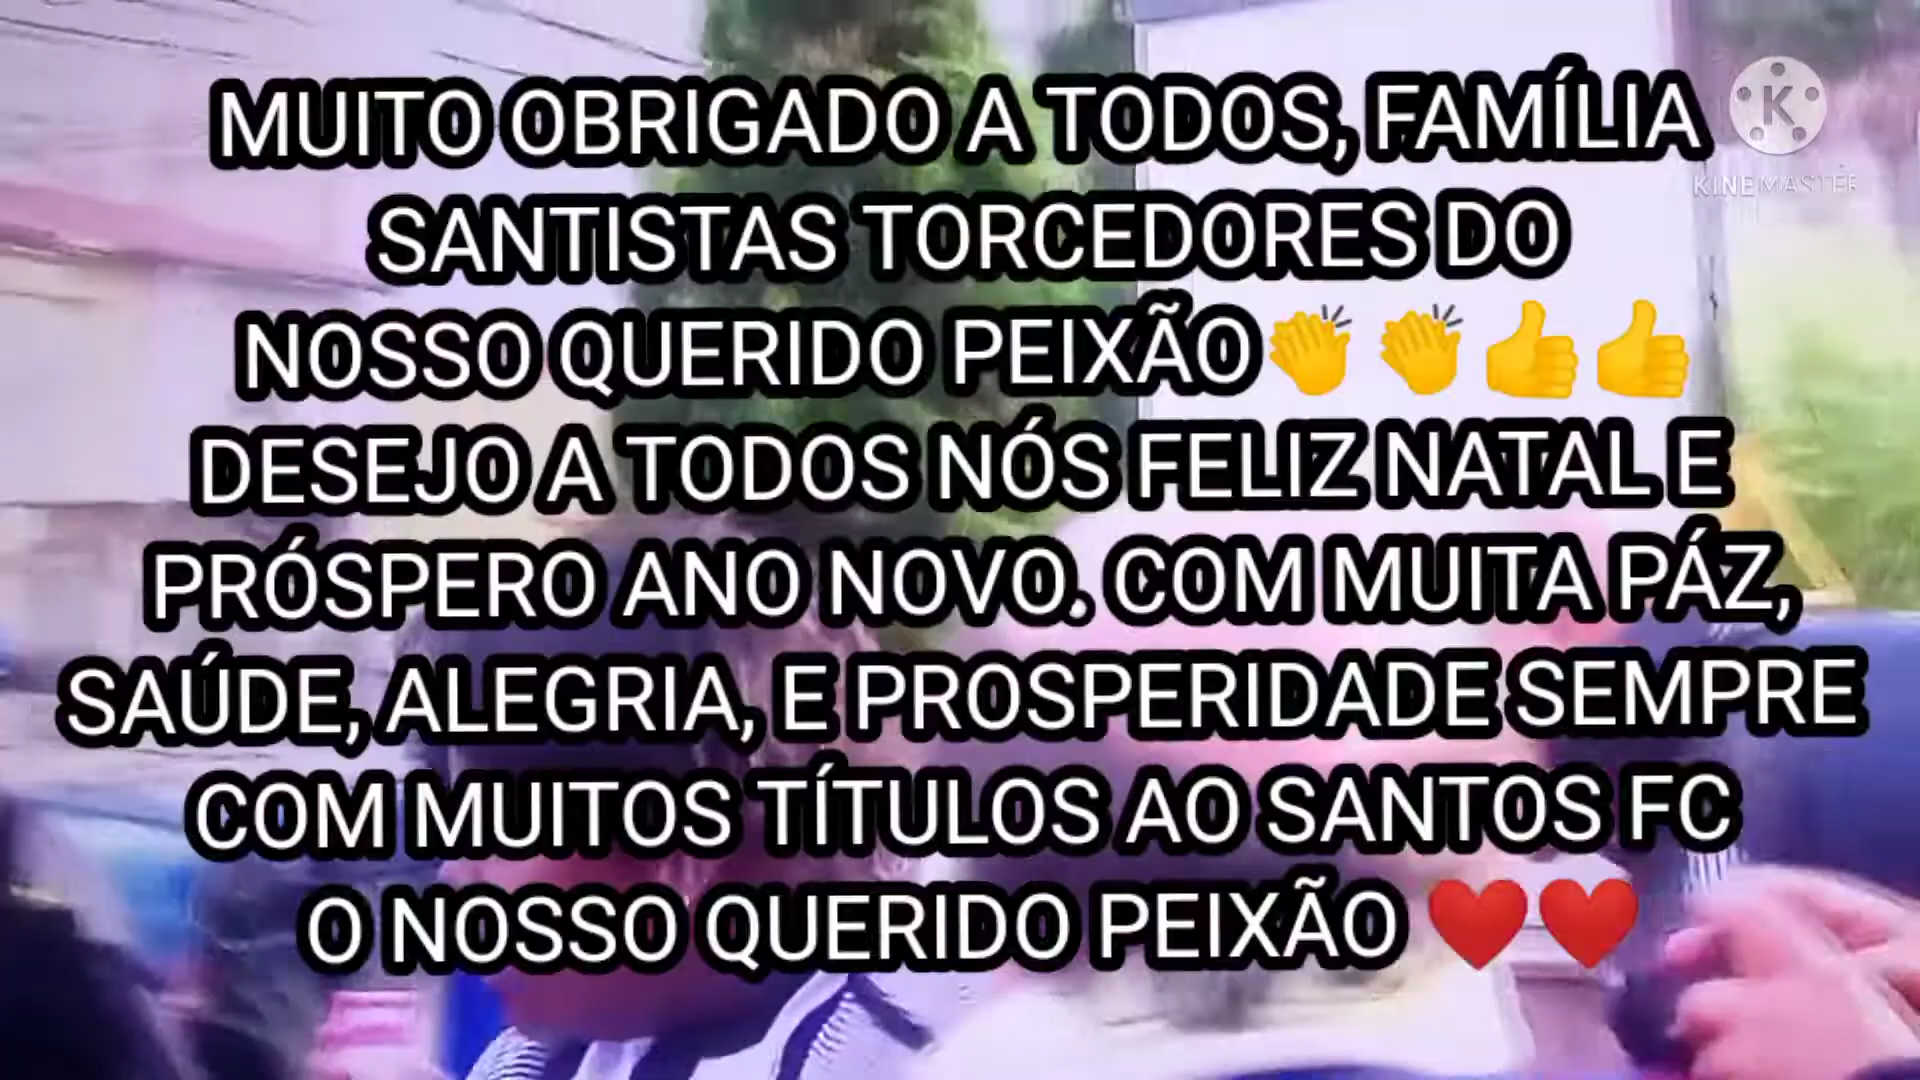 MUITO OBRIGADO A TODOS, FAMÍLIA
SANTISTAS TORCEDORES DO
NOSSO QUERIDO PEIXÃO👏👏👍👍
DESEJO A TODOS NÓS FELIZ NATAL E
PRÓSPERO ANO NOVO. COM MUITA PÁZ,
SAÚDE, ALEGRIA, E PROSPERIDADE SEMPRE
COM MUITOS TÍTULOS AO SANTOS FC
O NOSSO QUERIDO PEIXÃO ❤️❤️
K
KINEMASTER